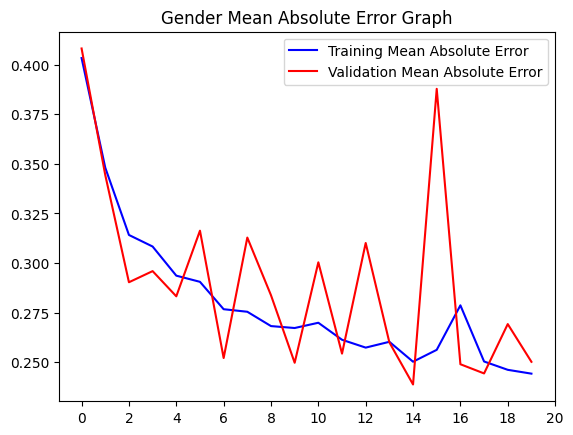 Gender Mean Absolute Error Graph
Training Mean Absolute Error
Validation Mean Absolute Error
0.400
0.375
0.350
0.325
0.300
0.275
0.250
0 2 4 6 8 10 12 14 16 18 20